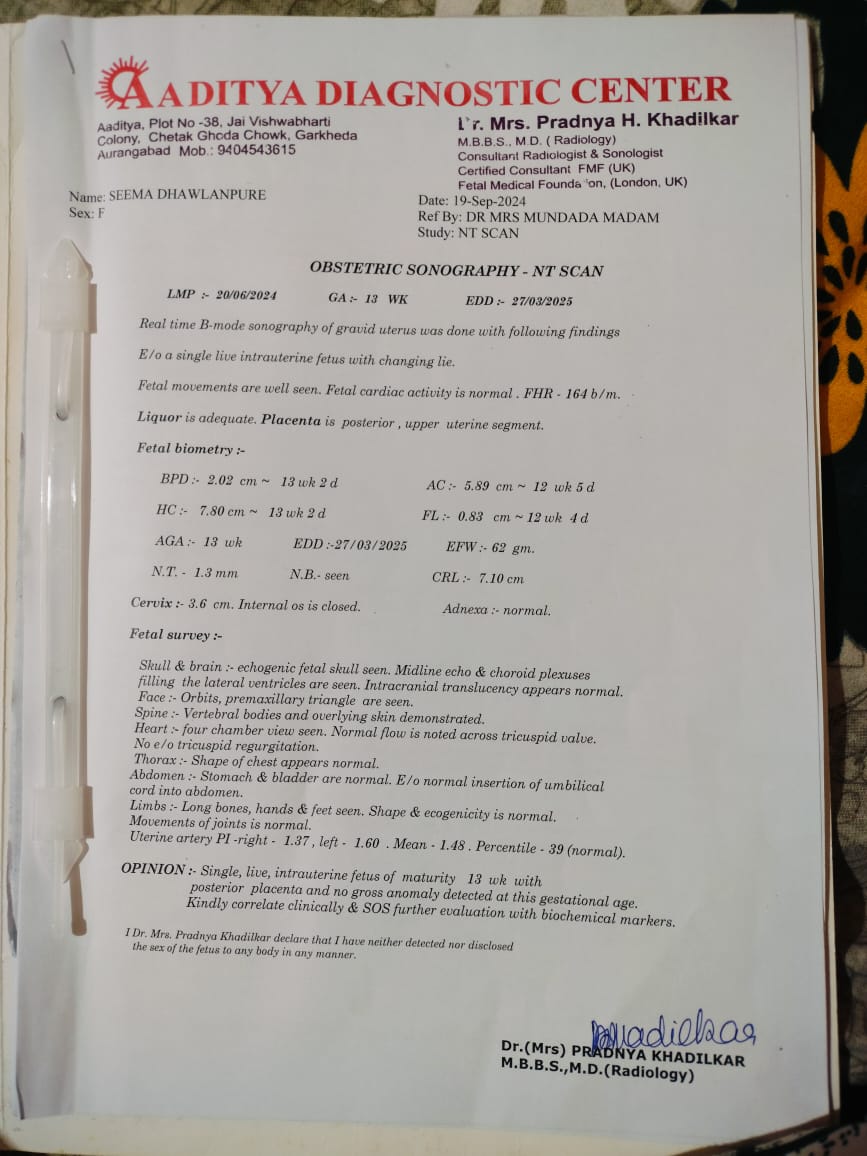 AADITYA DIAGNOSTIC CENTER
Aaditya, Plot No -38, Jai Vishwabharti
Colony, Chetak Ghoda Chowk, Garkheda
Aurangabad Mob.: 9404543615
Dr. Mrs. Pradnya H. Khadilkar
M.B.B.S., M.D. ( Radiology)
Consultant Radiologist & Sonologist
Certified Consultant FMF (UK)
Fetal Medical Foundation, (London, UK)
Name: SEEMA DHAWLANPURE
Sex: F
Date: 19-Sep-2024
Ref By: DR MRS MUNDADA MADAM
Study: NT SCAN
OBSTETRIC SONOGRAPHY - NT SCAN
LMP :- 20/06/2024 GA :- 13 WK EDD :- 27/03/2025
Real time B-mode sonography of gravid uterus was done with following findings
E/o a single live intrauterine fetus with changing lie.
Fetal movements are well seen. Fetal cardiac activity is normal . FHR - 164 b/m.
Liquor is adequate. Placenta is posterior , upper uterine segment.
Fetal biometry :-
BPD :- 2.02 cm ~ 13 wk 2 d AC :- 5.89 cm ~ 12 wk 5 d
HC :- 7.80 cm ~ 13 wk 2 d FL :- 0.83 cm ~ 12 wk 4 d
AGA :- 13 wk EDD :-27/03/2025 EFW :- 62 gm.
N.T. - 1.3 mm N.B.- seen CRL :- 7.10 cm
Cervix :- 3.6 cm. Internal os is closed. Adnexa :- normal.
Fetal survey :-
Skull & brain :- echogenic fetal skull seen. Midline echo & choroid plexuses
filling the lateral ventricles are seen. Intracranial translucency appears normal.
Face :- Orbits, premaxillary triangle are seen.
Spine :- Vertebral bodies and overlying skin demonstrated.
Heart :- four chamber view seen. Normal flow is noted across tricuspid valve.
No e/o tricuspid regurgitation.
Thorax :- Shape of chest appears normal.
Abdomen :- Stomach & bladder are normal. E/o normal insertion of umbilical
cord into abdomen.
Limbs :- Long bones, hands & feet seen. Shape & ecogenicity is normal.
Movements of joints is normal.
Uterine artery PI -right - 1.37 , left - 1.60 . Mean - 1.48 . Percentile - 39 (normal).
OPINION :- Single, live, intrauterine fetus of maturity 13 wk with
posterior placenta and no gross anomaly detected at this gestational age.
Kindly correlate clinically & SOS further evaluation with biochemical markers.
I Dr. Mrs. Pradnya Khadilkar declare that I have neither detected nor disclosed
the sex of the fetus to any body in any manner.
Dr.(Mrs) PRADNYA KHADILKAR
M.B.B.S.,M.D.(Radiology)